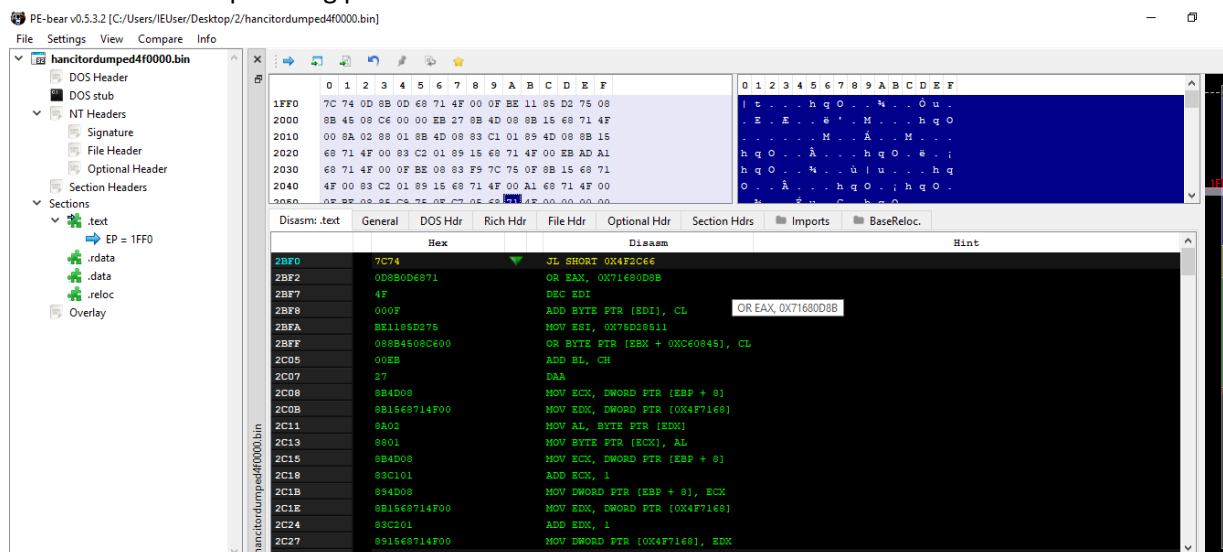 PE-bear v0.5.3.2 [C:/Users/IEUser/Desktop/2/hancitordumped4f0000.bin]
File Settings View Compare Info
hancitordumped4f0000.bin
DOS Header
DOS stub
NT Headers
Signature
File Header
Optional Header
Section Headers
Sections
.text
EP = 1FF0
.rdata
.data
.reloc
Overlay
0 1 2 3 4 5 6 7 8 9 A B C D E F
1FF0 7C 74 0D 8B 0D 68 71 4F 00 0F BE 11 85 D2 75 08
2000 8B 45 08 C6 00 00 EB 27 8B 4D 08 8B 15 68 71 4F
2010 00 8A 02 88 01 8B 4D 08 83 C1 01 89 4D 08 8B 15
2020 68 71 4F 00 83 C2 01 89 15 68 71 4F 00 EB AD A1
2030 68 71 4F 00 0F BE 08 83 F9 7C 75 0F 8B 15 68 71
2040 4F 00 83 C2 01 89 15 68 71 4F 00 A1 68 71 4F 00
0 1 2 3 4 5 6 7 8 9 A B C D E F
| t . . . h q O . . ¾ . . Ò u .
. E . Æ . . ë ' . M . . . h q O
. . . . . . M . . Á . . M . . .
h q O . . Â . . . h q O . ë . ¡
h q O . . ¾ . . ù | u . . . h q
O . . Â . . . h q O . ¡ h q O .
Disasm: .text General DOS Hdr Rich Hdr File Hdr Optional Hdr Section Hdrs Imports BaseReloc.
Hex Disasm Hint
2BF0 7C74 JL SHORT 0X4F2C66
2BF2 0D8B0D6871 OR EAX, 0X71680D8B
2BF7 4F DEC EDI
2BF8 000F ADD BYTE PTR [EDI], CL
OR EAX, 0X71680D8B
2BFA BE1185D275 MOV ESI, 0X75D28511
2BFF 088B4508C600 OR BYTE PTR [EBX + 0XC60845], CL
2C05 00EB ADD BL, CH
2C07 27 DAA
2C08 8B4D08 MOV ECX, DWORD PTR [EBP + 8]
2C0B 8B1568714F00 MOV EDX, DWORD PTR [0X4F7168]
2C11 8A02 MOV AL, BYTE PTR [EDX]
2C13 8801 MOV BYTE PTR [ECX], AL
2C15 8B4D08 MOV ECX, DWORD PTR [EBP + 8]
2C18 83C101 ADD ECX, 1
2C1B 894D08 MOV DWORD PTR [EBP + 8], ECX
2C1E 8B1568714F00 MOV EDX, DWORD PTR [0X4F7168]
2C24 83C201 ADD EDX, 1
2C27 891568714F00 MOV DWORD PTR [0X4F7168], EDX